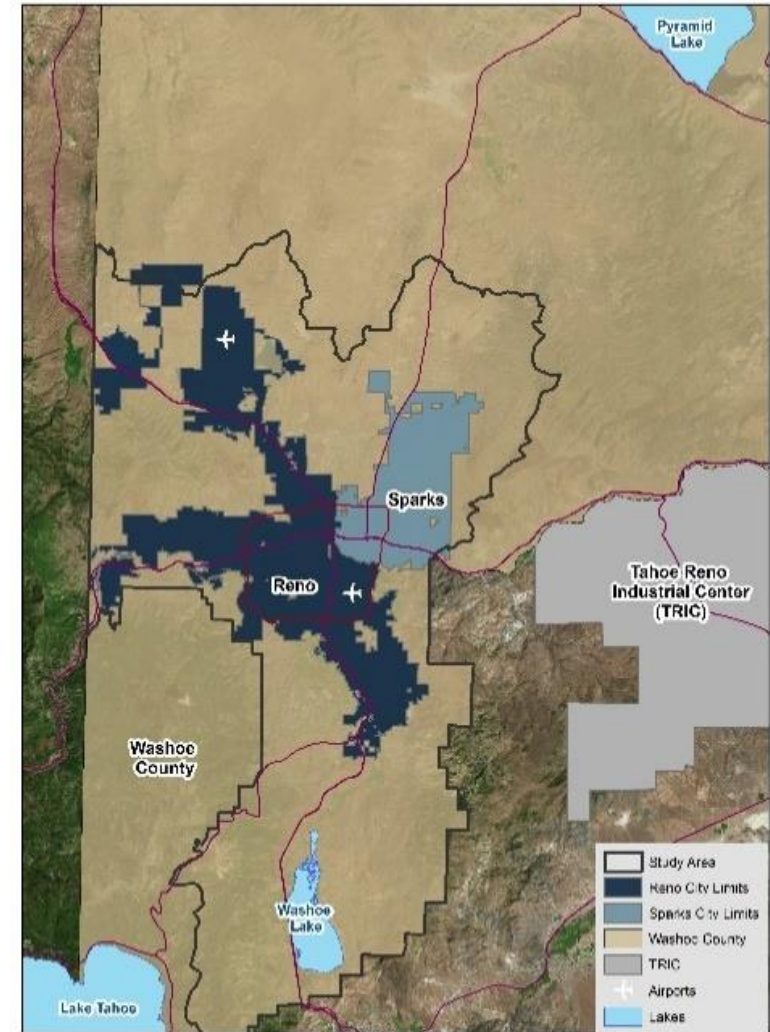 Pyramid
Lake
Sparks
Reno
Tahoe Reno
Industrial Center
(TRIC)
Washoe
County
Washoe
Lake
Lake Tahoe
Study Area
Reno City Limits
Sparks City Limits
Washoe County
TRIC
Airports
Lakes